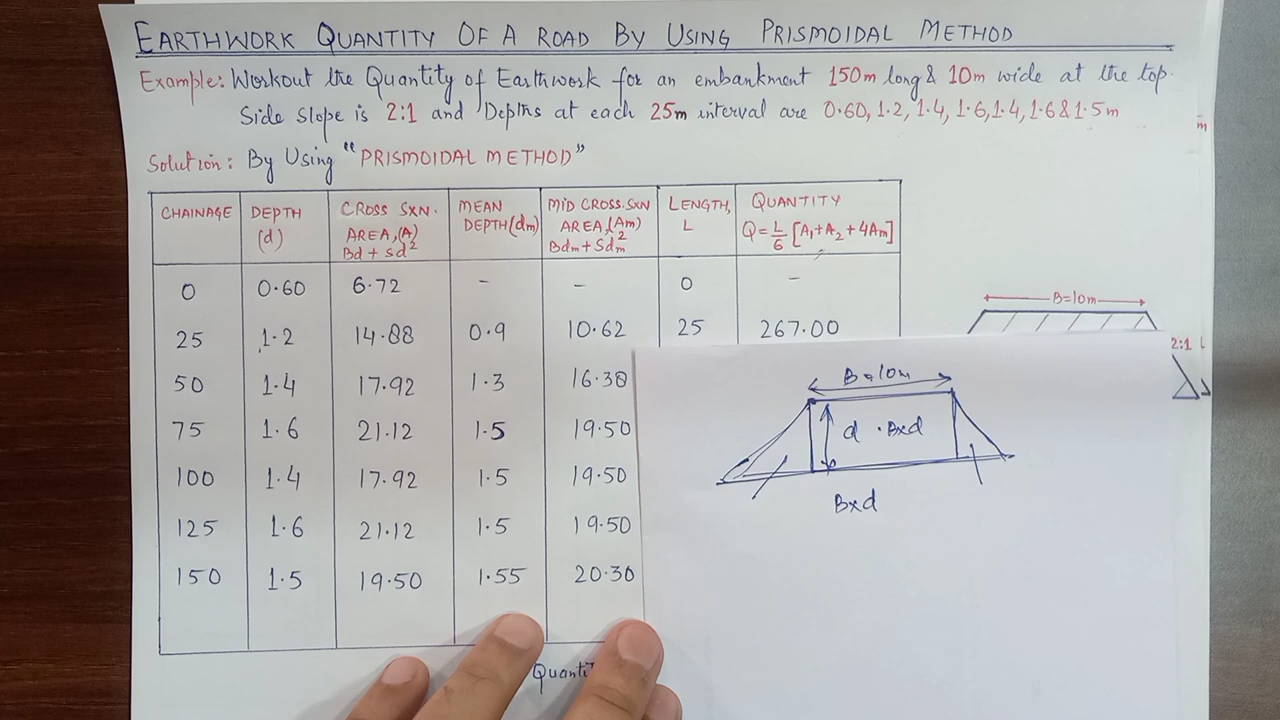 EARTHWORK QUANTITY OF A ROAD BY USING PRISMOIDAL METHOD
Example: Workout the Quantity of Earthwork for an embankment 150m long & 10m wide at the top.
Side slope is 2:1 and Depths at each 25m interval are 0.60, 1.2, 1.4, 1.6, 1.4, 1.6 & 1.5m
m
Solution: By Using "PRISMOIDAL METHOD"
CHAINAGE DEPTH (d) CROSS SXN. AREA, (A) Bd + Sd² MEAN DEPTH (dm) MID CROSS. SXN AREA, (Am) Bdm + Sdm² LENGTH, L QUANTITY Q = L/6 [A₁+A₂+4Am]
0 0.60 6.72 - - 0 -
25 1.2 14.88 0.9 10.62 25 267.00
50 1.4 17.92 1.3 16.38
75 1.6 21.12 1.5 19.50
100 1.4 17.92 1.5 19.50
125 1.6 21.12 1.5 19.50
150 1.5 19.50 1.55 20.30
B=10m
2:1
B=10m
d . B×d
B×d